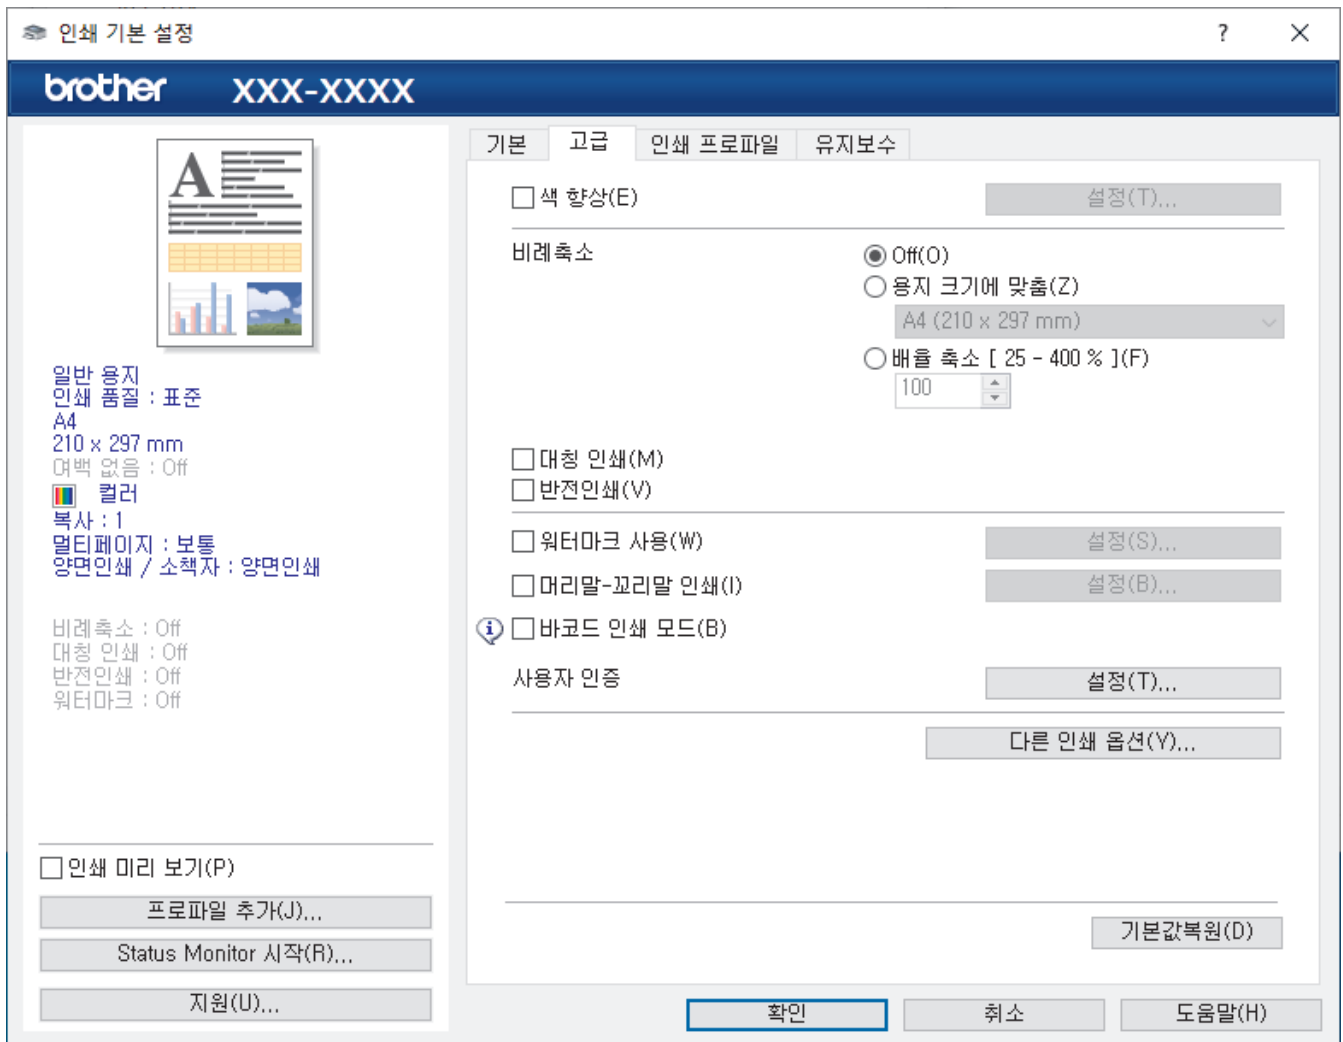 인쇄 기본 설정
?
brother XXX-XXXX
기본 고급 인쇄 프로파일 유지보수
A
일반 용지
인쇄 품질 : 표준
A4
210 x 297 mm
여백 없음 : Off
컬러
복사 : 1
멀티페이지 : 보통
양면인쇄 / 소책자 : 양면인쇄
비례축소 : Off
대칭 인쇄 : Off
반전인쇄 : Off
워터마크 : Off
인쇄 미리 보기(P)
프로파일 추가(J)...
Status Monitor 시작(R)...
지원(U)...
색 향상(E) 설정(T)...
비례축소 Off(O)
용지 크기에 맞춤(Z)
A4 (210 x 297 mm)
배율 축소 [ 25 - 400 % ](F)
100
대칭 인쇄(M)
반전인쇄(V)
워터마크 사용(W) 설정(S)...
머리말-꼬리말 인쇄(I) 설정(B)...
바코드 인쇄 모드(B)
사용자 인증 설정(T)...
다른 인쇄 옵션(Y)...
기본값복원(D)
확인 취소 도움말(H)